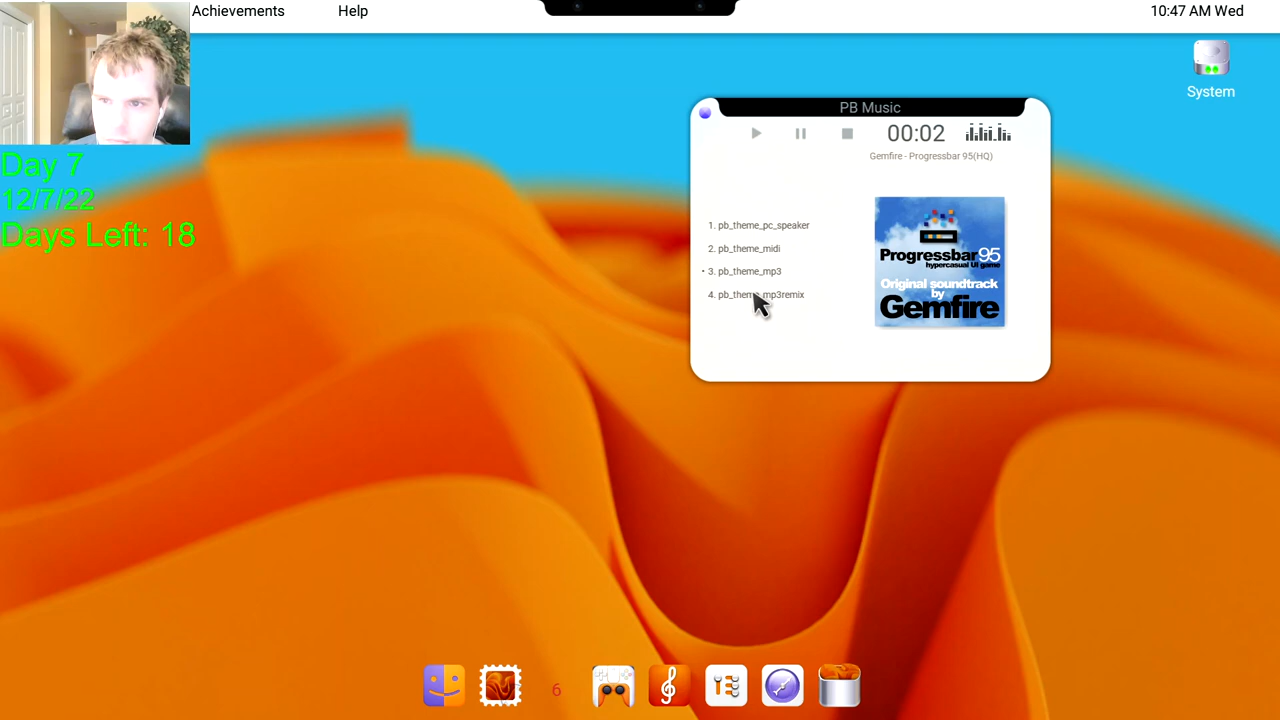 Achievements
Help
10:47 AM Wed
System
Day 7
12/7/22
Days Left: 18
PB Music
00:02
Gemfire - Progressbar 95(HQ)
1. pb_theme_pc_speaker
2. pb_theme_midi
• 3. pb_theme_mp3
4. pb_theme_mp3remix
Progressbar95
hypercasual UI game
Original soundtrack
by
Gemfire
6